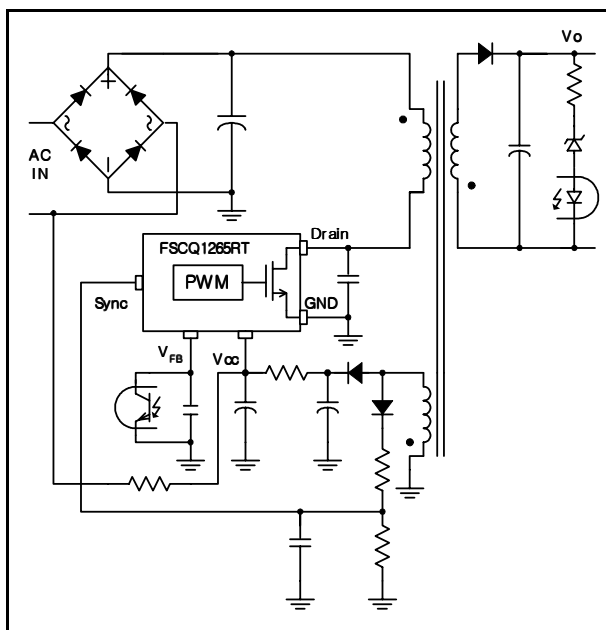 Vo
AC
IN
Drain
FSCQ1265RT
PWM
GND
Sync
VFB
Vcc